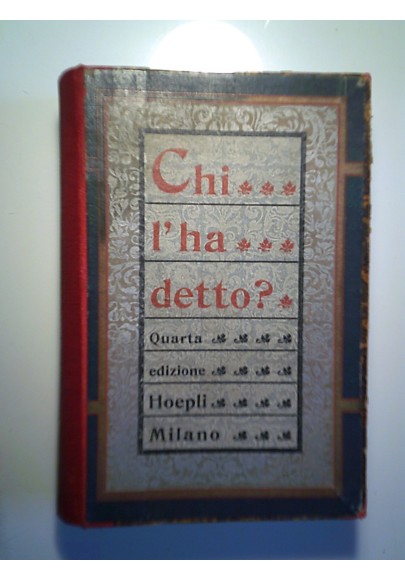 Chi
l'ha
detto?
Quarta
edizione
Hoepli
Milano